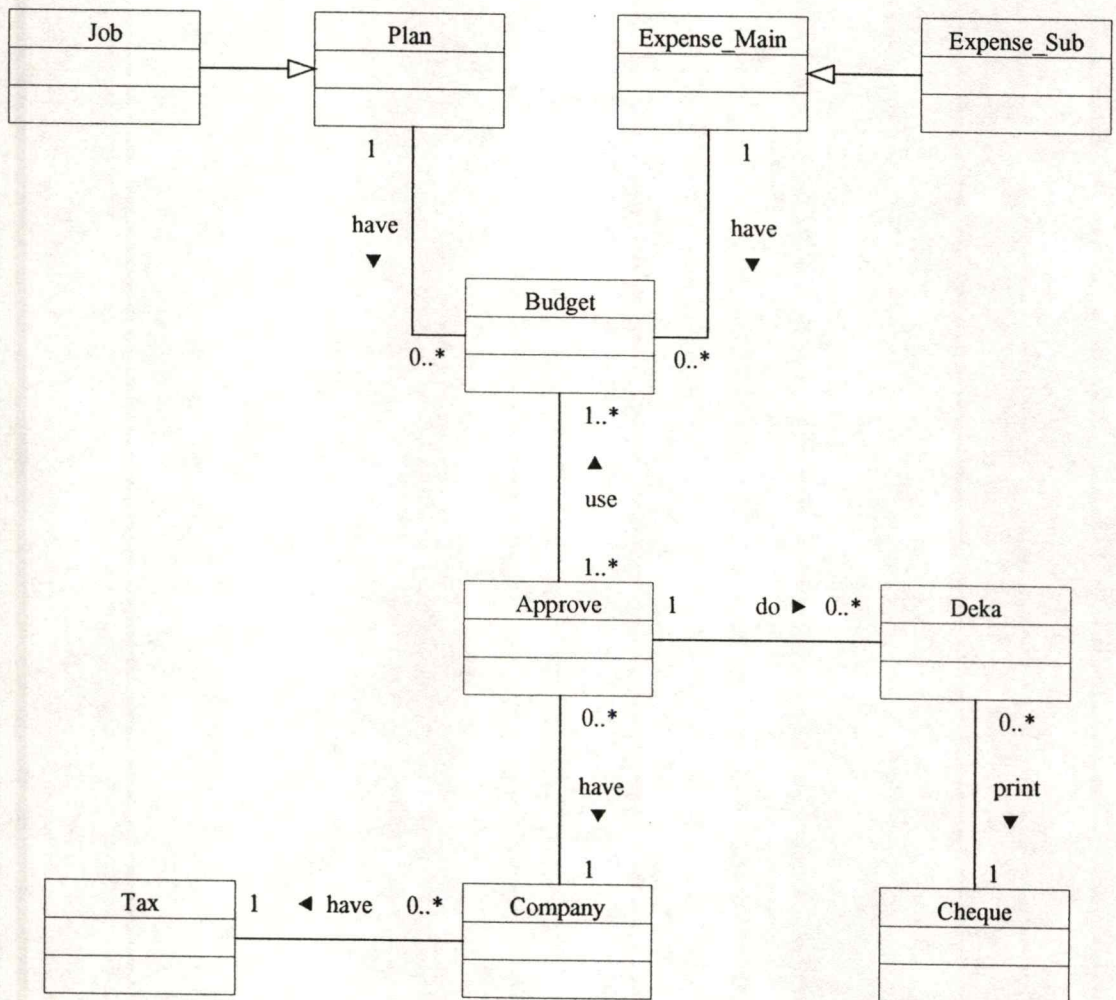 Job
Plan
Expense_Main
Expense_Sub
1
1
have
▼
have
▼
Budget
0..*
0..*
1..*
▲
use
1..*
Approve
1
do ►
0..*
Deka
0..*
0..*
have
▼
print
▼
1
1
Tax
1
◄ have
0..*
Company
Cheque